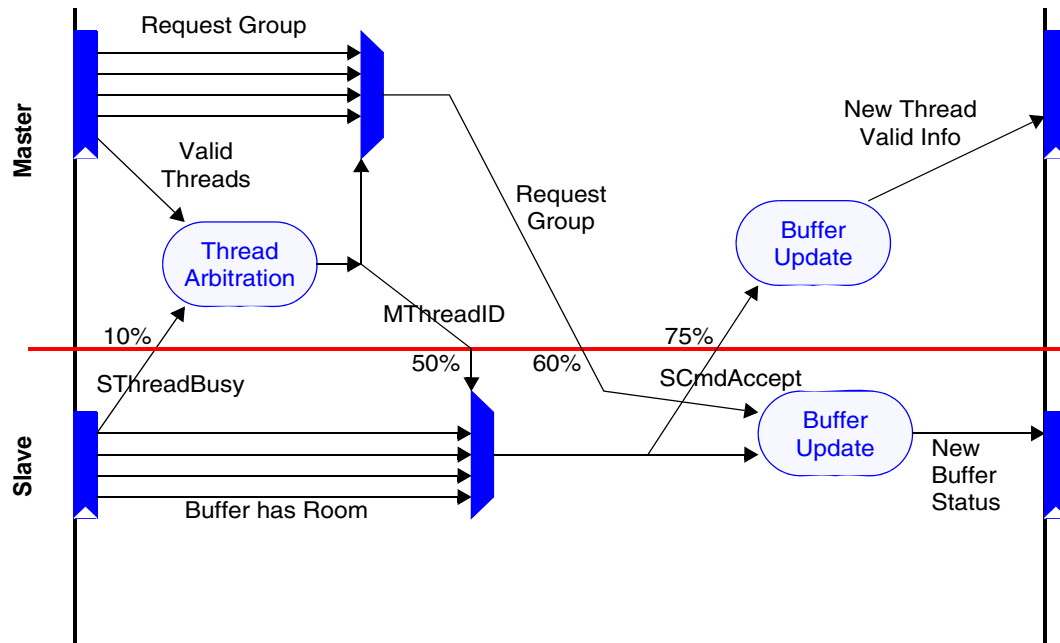 Request Group
Master
Valid
Threads
Thread
Arbitration
New Thread
Valid Info
Request
Group
Buffer
Update
MThreadID
10%
75%
50%
60%
SThreadBusy
SCmdAccept
Slave
Buffer
Update
New
Buffer
Status
Buffer has Room